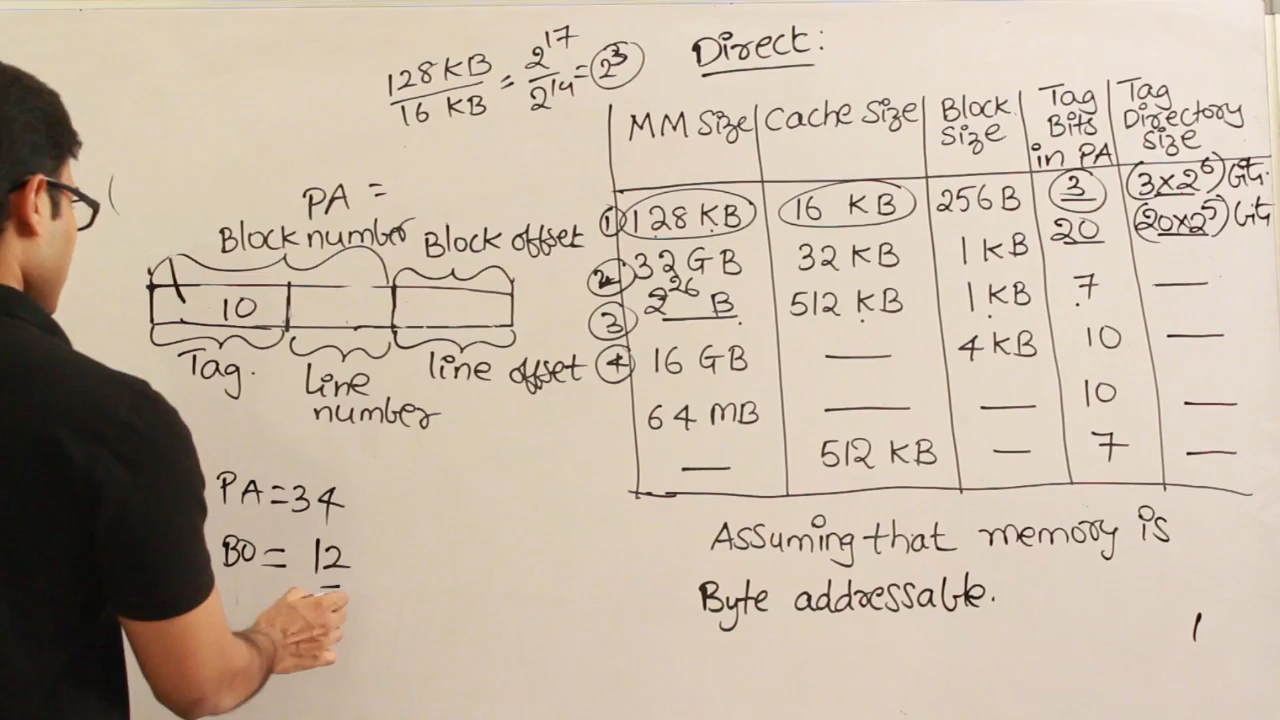 128 KB / 16 KB = 2^17 / 2^14 = 2^3
Direct:
MM Size | Cache Size | Block Size | Tag Bits in PA | Tag Directory Size
① 128 KB | 16 KB | 256 B | 3 | (3×2^6) bits
② 32 GB | 32 KB | 1 KB | 20 | (20×2^5) bits
③ 2^26 B | 512 KB | 1 KB | 7 | —
④ 16 GB | — | 4 KB | 10 | —
64 MB | — | — | 10 | —
— | 512 KB | — | 7 | —
Assuming that memory is
Byte addressable.
PA =
Block number Block offset
10
Tag. Line number line offset
PA = 34
BO = 12